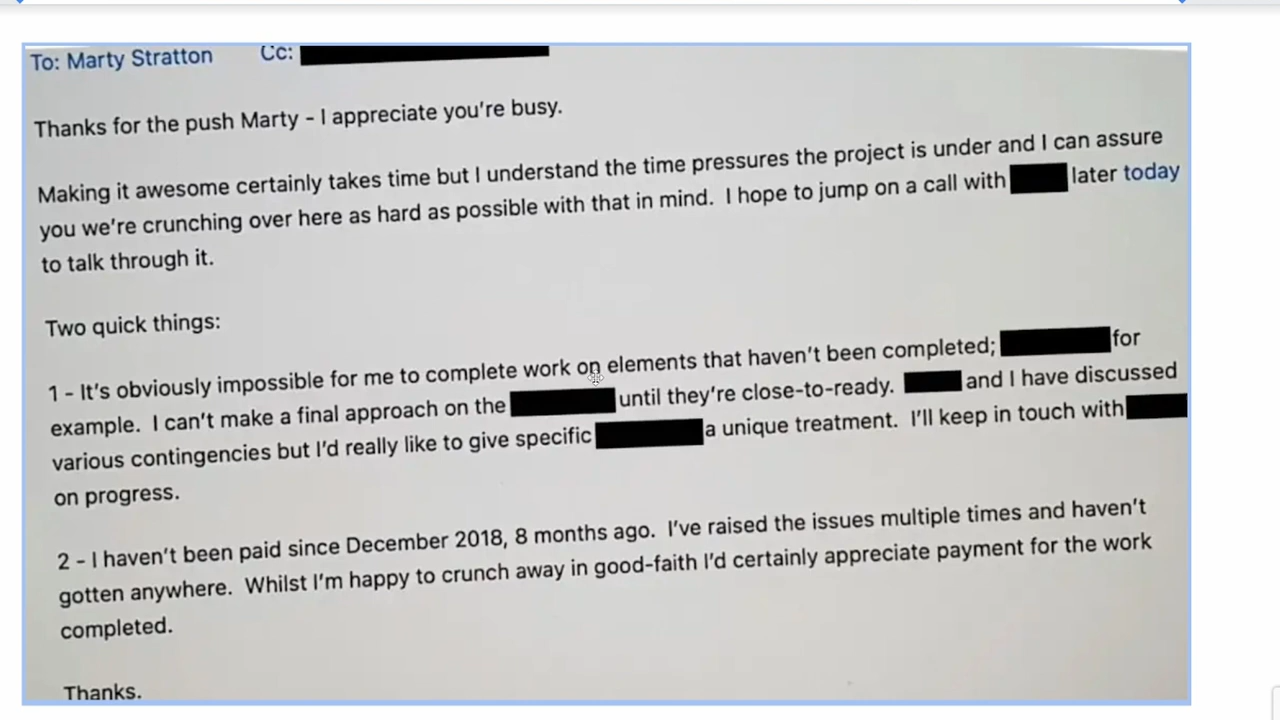 To: Marty Stratton Cc:
Thanks for the push Marty - I appreciate you're busy.
Making it awesome certainly takes time but I understand the time pressures the project is under and I can assure
you we're crunching over here as hard as possible with that in mind.  I hope to jump on a call with later today
to talk through it.
Two quick things:
1 - It's obviously impossible for me to complete work on elements that haven't been completed; for
example.  I can't make a final approach on the until they're close-to-ready. and I have discussed
various contingencies but I'd really like to give specific a unique treatment.  I'll keep in touch with
on progress.
2 - I haven't been paid since December 2018, 8 months ago.  I've raised the issues multiple times and haven't
gotten anywhere.  Whilst I'm happy to crunch away in good-faith I'd certainly appreciate payment for the work
completed.
Thanks.